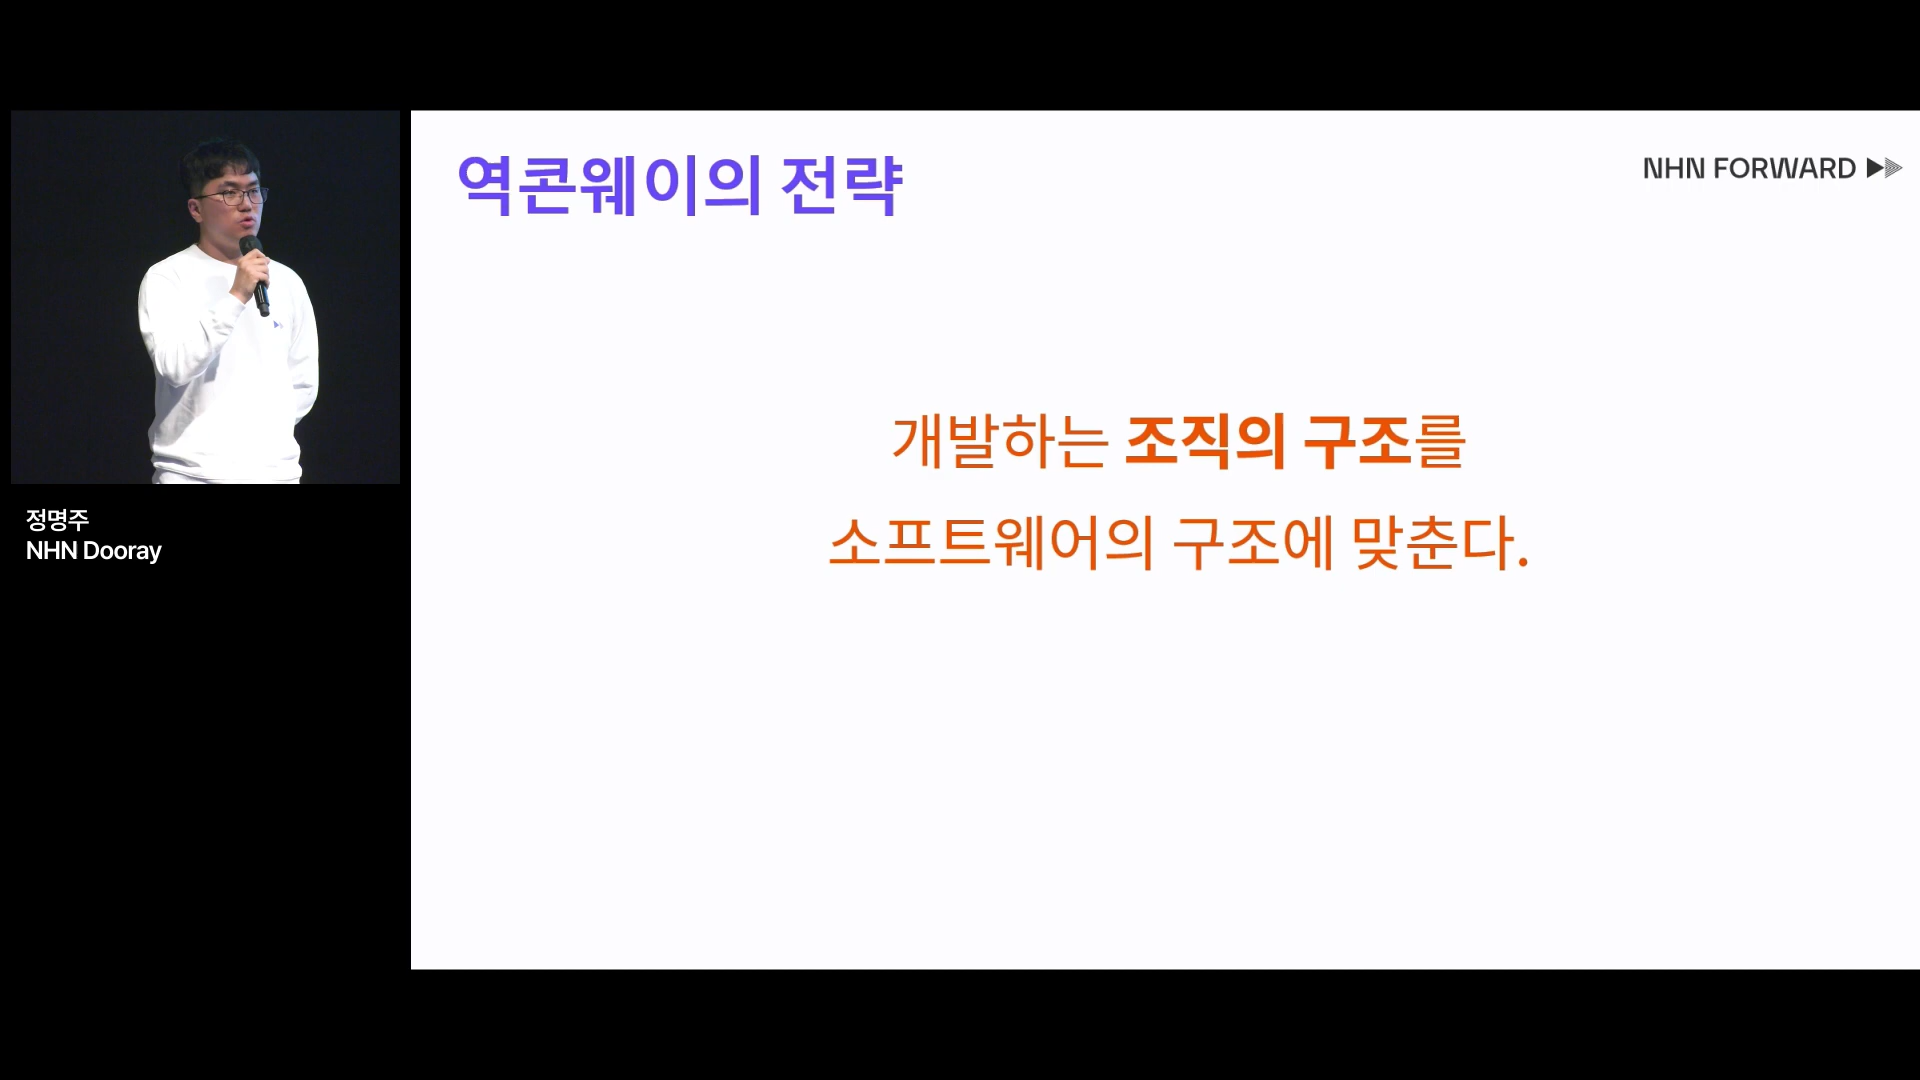 역콘웨이의 전략
NHN FORWARD
개발하는 조직의 구조를
소프트웨어의 구조에 맞춘다.
정명주
NHN Dooray